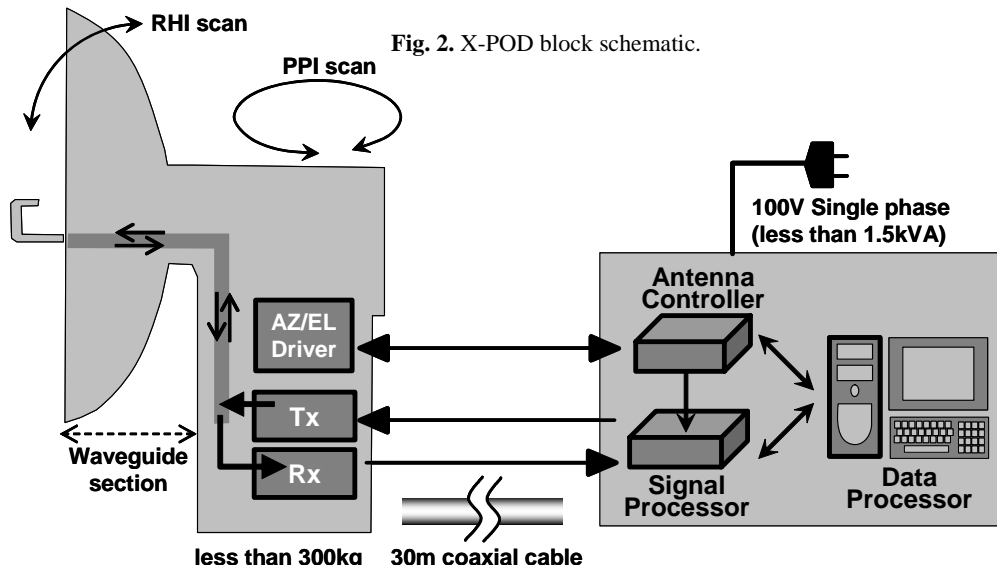 RHI scan
Fig. 2. X-POD block schematic.
PPI scan
100V Single phase
(less than 1.5kVA)
Antenna
Controller
AZ/EL
Driver
Tx
Rx
Waveguide
section
Signal
Processor
Data
Processor
less than 300kg
30m coaxial cable